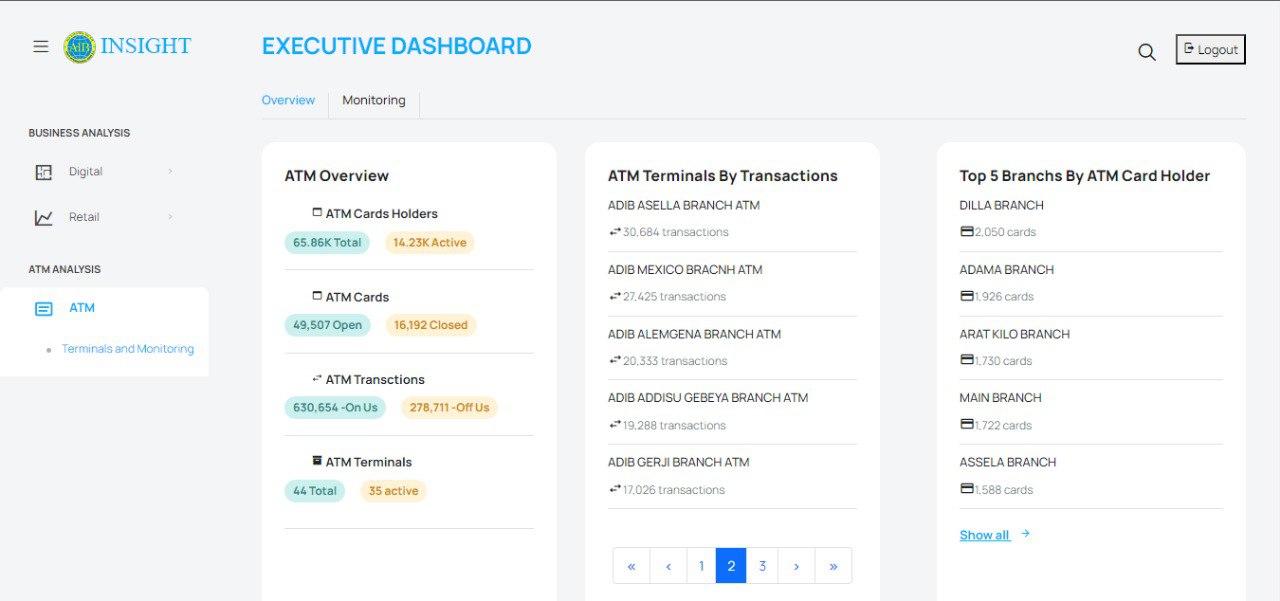 AIB INSIGHT
EXECUTIVE DASHBOARD
Logout
Overview
Monitoring
BUSINESS ANALYSIS
Digital
Retail
ATM ANALYSIS
ATM
Terminals and Monitoring
ATM Overview
ATM Cards Holders
65.86K Total 14.23K Active
ATM Cards
49,507 Open 16,192 Closed
ATM Transctions
630,654 -On Us 278,711 -Off Us
ATM Terminals
44 Total 35 active
ATM Terminals By Transactions
ADIB ASELLA BRANCH ATM
30,684 transactions
ADIB MEXICO BRACNH ATM
27,425 transactions
ADIB ALEMGENA BRANCH ATM
20,333 transactions
ADIB ADDISU GEBEYA BRANCH ATM
19,288 transactions
ADIB GERJI BRANCH ATM
17,026 transactions
« ‹ 1 2 3 › »
Top 5 Branchs By ATM Card Holder
DILLA BRANCH
2,050 cards
ADAMA BRANCH
1,926 cards
ARAT KILO BRANCH
1,730 cards
MAIN BRANCH
1,722 cards
ASSELA BRANCH
1,588 cards
Show all